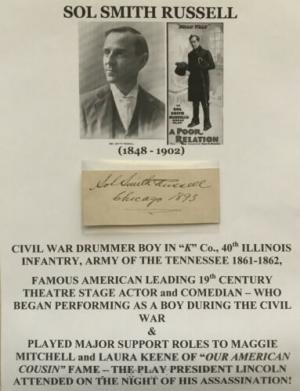 SOL SMITH RUSSELL
A POOR
RELATION
(1848 - 1902)
Sol Smith Russell
Chicago 1895
CIVIL WAR DRUMMER BOY IN "K" Co., 40th ILLINOIS
INFANTRY, ARMY OF THE TENNESSEE 1861-1862,
FAMOUS AMERICAN LEADING 19th CENTURY
THEATRE STAGE ACTOR and COMEDIAN – WHO
BEGAN PERFORMING AS A BOY DURING THE CIVIL
WAR
&
PLAYED MAJOR SUPPORT ROLES TO MAGGIE
MITCHELL and LAURA KEENE OF "OUR AMERICAN
COUSIN" FAME – THE PLAY PRESIDENT LINCOLN
ATTENDED ON THE NIGHT OF HIS ASSASSINATION!